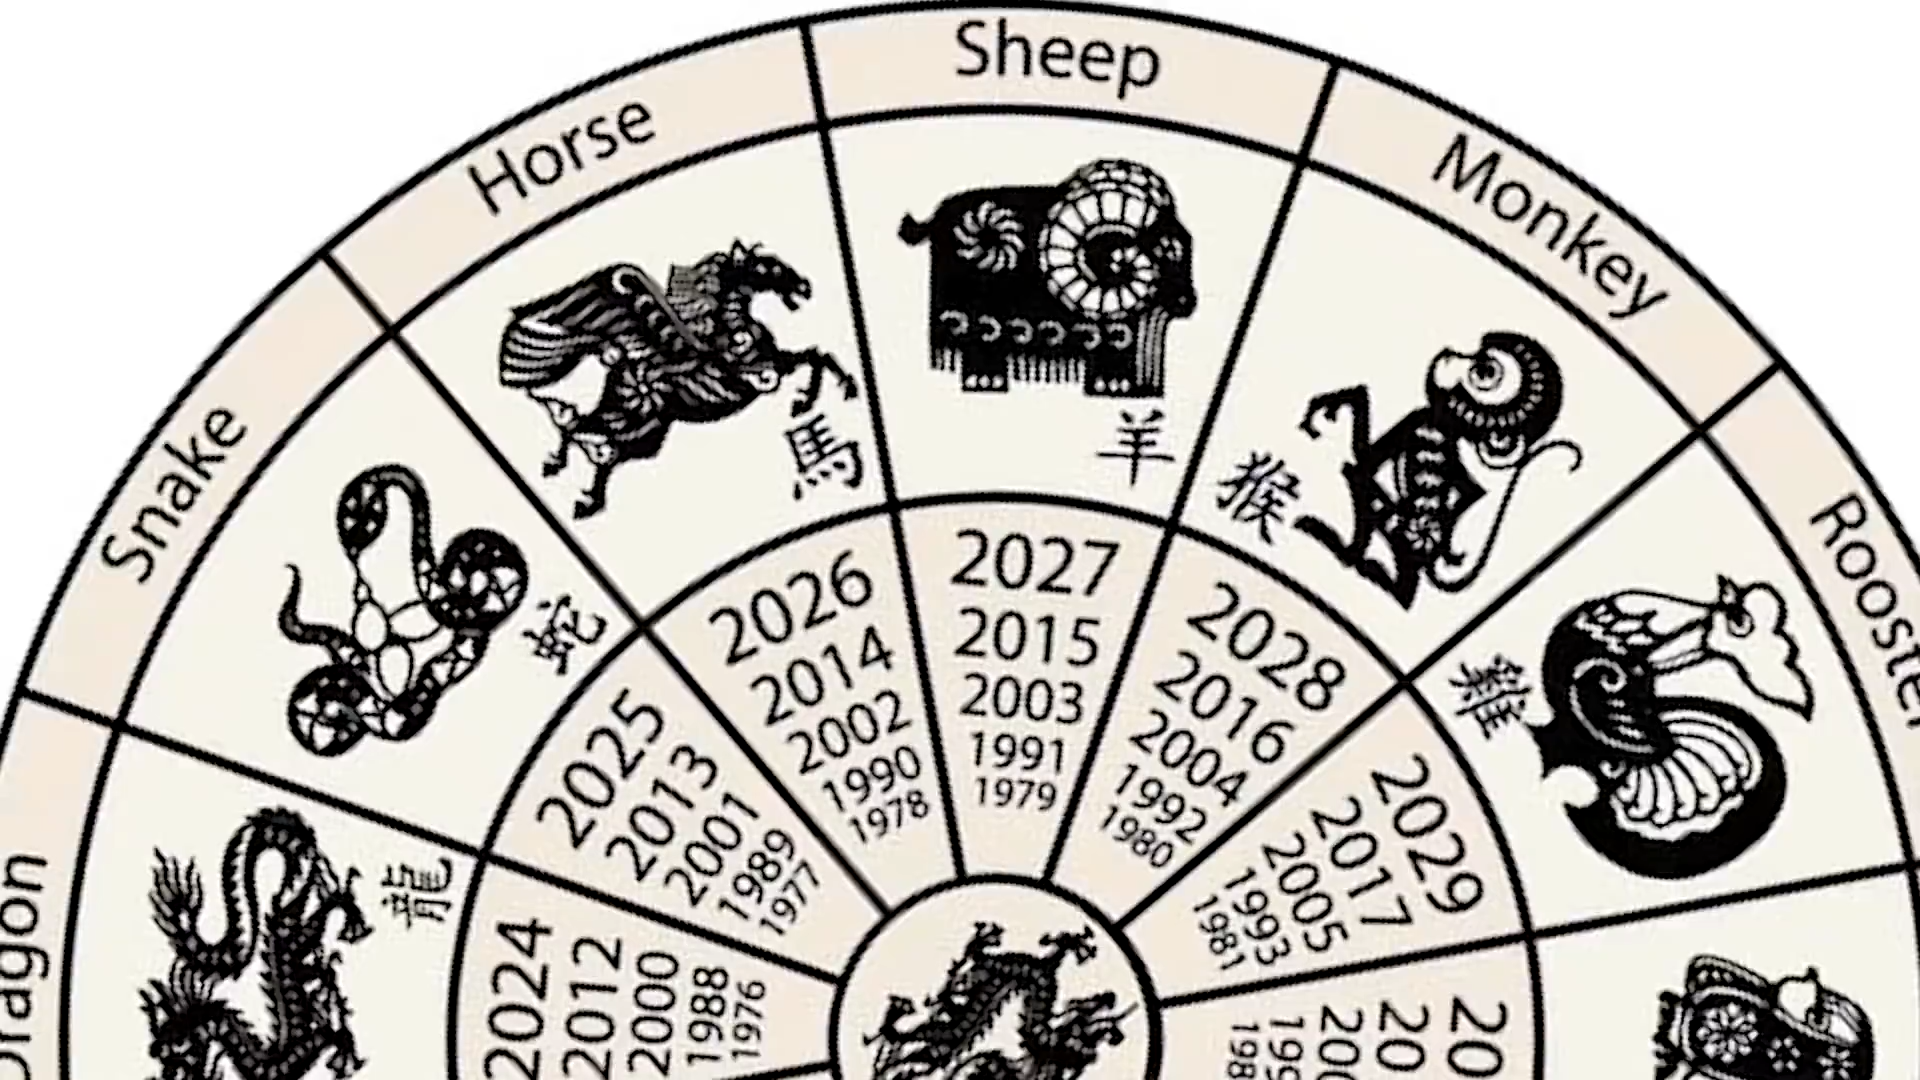 Dragon
龍
2024
2012
2000
1988
1976
Snake
蛇
2025
2013
2001
1989
1977
Horse
馬
2026
2014
2002
1990
1978
Sheep
羊
2027
2015
2003
1991
1979
Monkey
猴
2028
2016
2004
1992
1980
Rooster
雞
2029
2017
2005
1993
1981